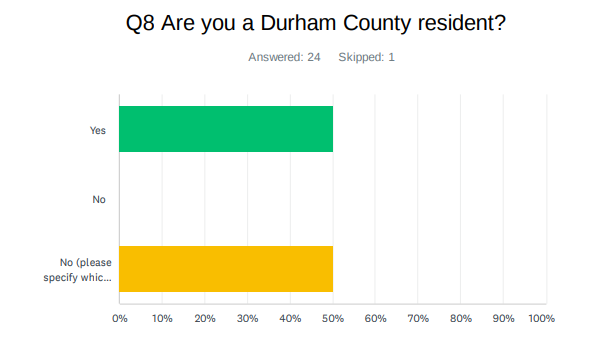 Q8 Are you a Durham County resident?
Answered: 24 Skipped: 1
Yes
No
No (please
specify whic...
0% 10% 20% 30% 40% 50% 60% 70% 80% 90% 100%